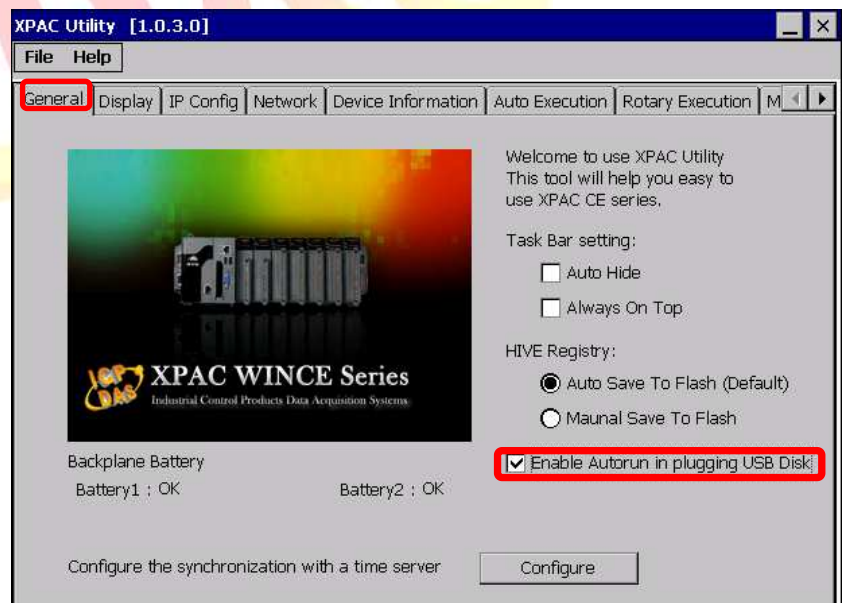 XPAC Utility [1.0.3.0]
File Help
General Display IP Config Network Device Information Auto Execution Rotary Execution M
Welcome to use XPAC Utility
This tool will help you easy to
use XPAC CE series.
Task Bar setting:
Auto Hide
Always On Top
HIVE Registry:
Auto Save To Flash (Default)
Maunal Save To Flash
Enable Autorun in plugging USB Disk
ICP DAS
XPAC WINCE Series
Industrial Control Products Data Acquisition Systems
Backplane Battery
Battery1 : OK Battery2 : OK
Configure the synchronization with a time server Configure